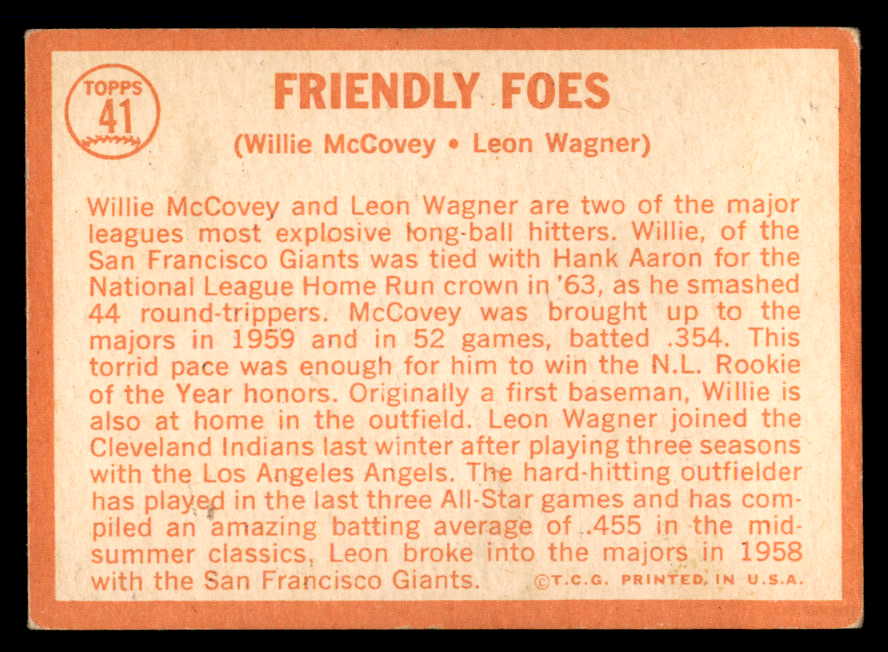 TOPPS
41
FRIENDLY FOES
(Willie McCovey • Leon Wagner)
Willie McCovey and Leon Wagner are two of the major
leagues most explosive long-ball hitters. Willie, of the
San Francisco Giants was tied with Hank Aaron for the
National League Home Run crown in '63, as he smashed
44 round-trippers. McCovey was brought up to the
majors in 1959 and in 52 games, batted .354. This
torrid pace was enough for him to win the N.L. Rookie
of the Year honors. Originally a first baseman, Willie is
also at home in the outfield. Leon Wagner joined the
Cleveland Indians last winter after playing three seasons
with the Los Angeles Angels. The hard-hitting outfielder
has played in the last three All-Star games and has com-
piled an amazing batting average of .455 in the mid-
summer classics. Leon broke into the majors in 1958
with the San Francisco Giants. ©T.C.G. PRINTED IN U.S.A.